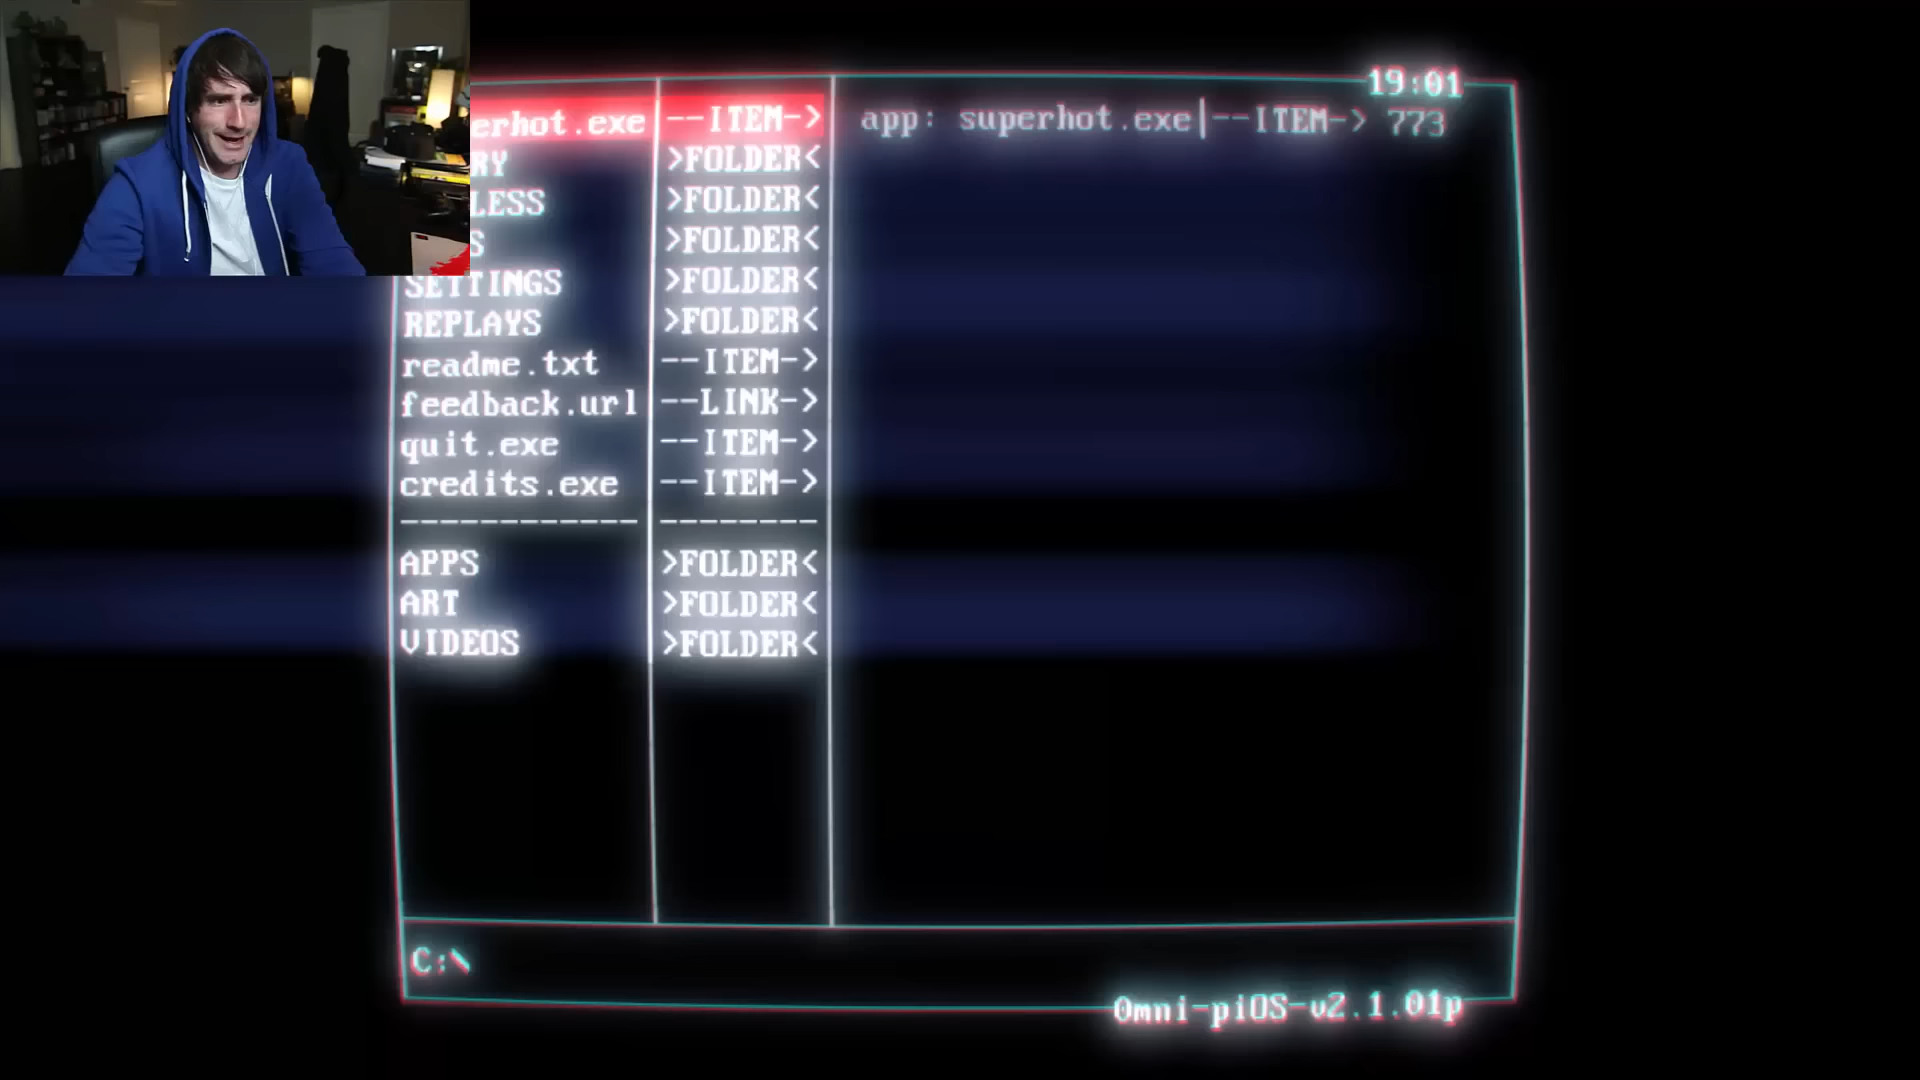 19:01
erhot.exe --ITEM-> app: superhot.exe|--ITEM-> 773
RY >FOLDER<
LESS >FOLDER<
S >FOLDER<
SETTINGS >FOLDER<
REPLAYS >FOLDER<
readme.txt --ITEM->
feedback.url --LINK->
quit.exe --ITEM->
credits.exe --ITEM->
------------ --------
APPS >FOLDER<
ART >FOLDER<
VIDEOS >FOLDER<
C:\
Omni-piOS-v2.1.01p